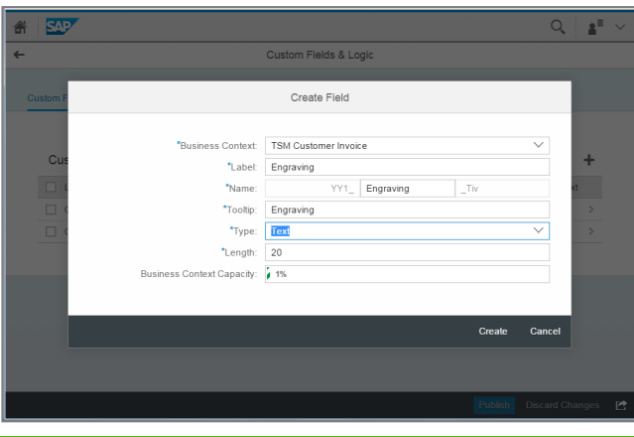 SAP
Custom Fields & Logic
Custom F
Create Field
Cus
*Business Context: TSM Customer Invoice
*Label: Engraving
*Name: YY1_ Engraving _Tiv
*Tooltip: Engraving
*Type: Text
*Length: 20
Business Context Capacity: 1%
Create Cancel
Publish Discard Changes